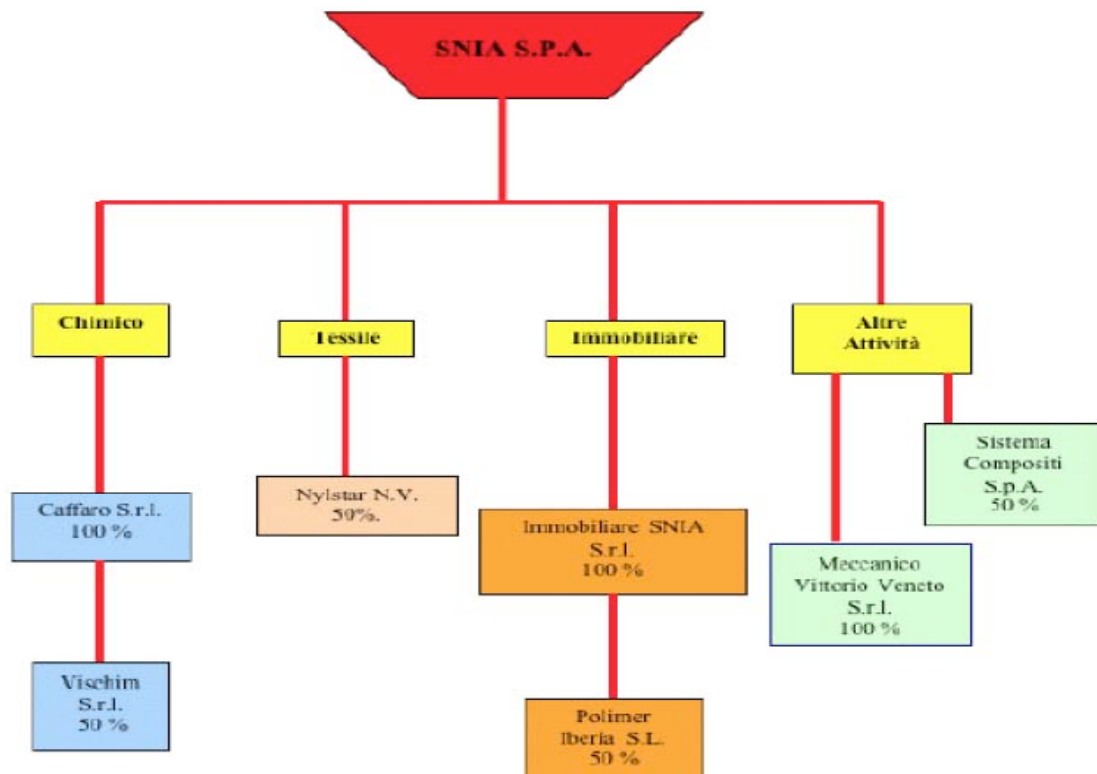 SNIA S.P.A.
Chimico
Tessile
Immobiliare
Altre
Attività
Caffaro S.r.l.
100 %
Nylstar N.V.
50%.
Immobiliare SNIA
S.r.l.
100 %
Sistema
Compositi
S.p.A.
50 %
Meccanico
Vittorio Veneto
S.r.l.
100 %
Vischim
S.r.l.
50 %
Polimer
Iberia S.L.
50 %